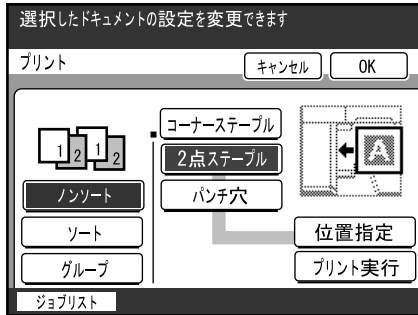 選択したドキュメントの設定を変更できます
プリント
キャンセル
OK
コーナーステープル
1 2 1 2
2点ステープル
A
ノンソート
パンチ穴
ソート
位置指定
グループ
プリント実行
ジョブリスト